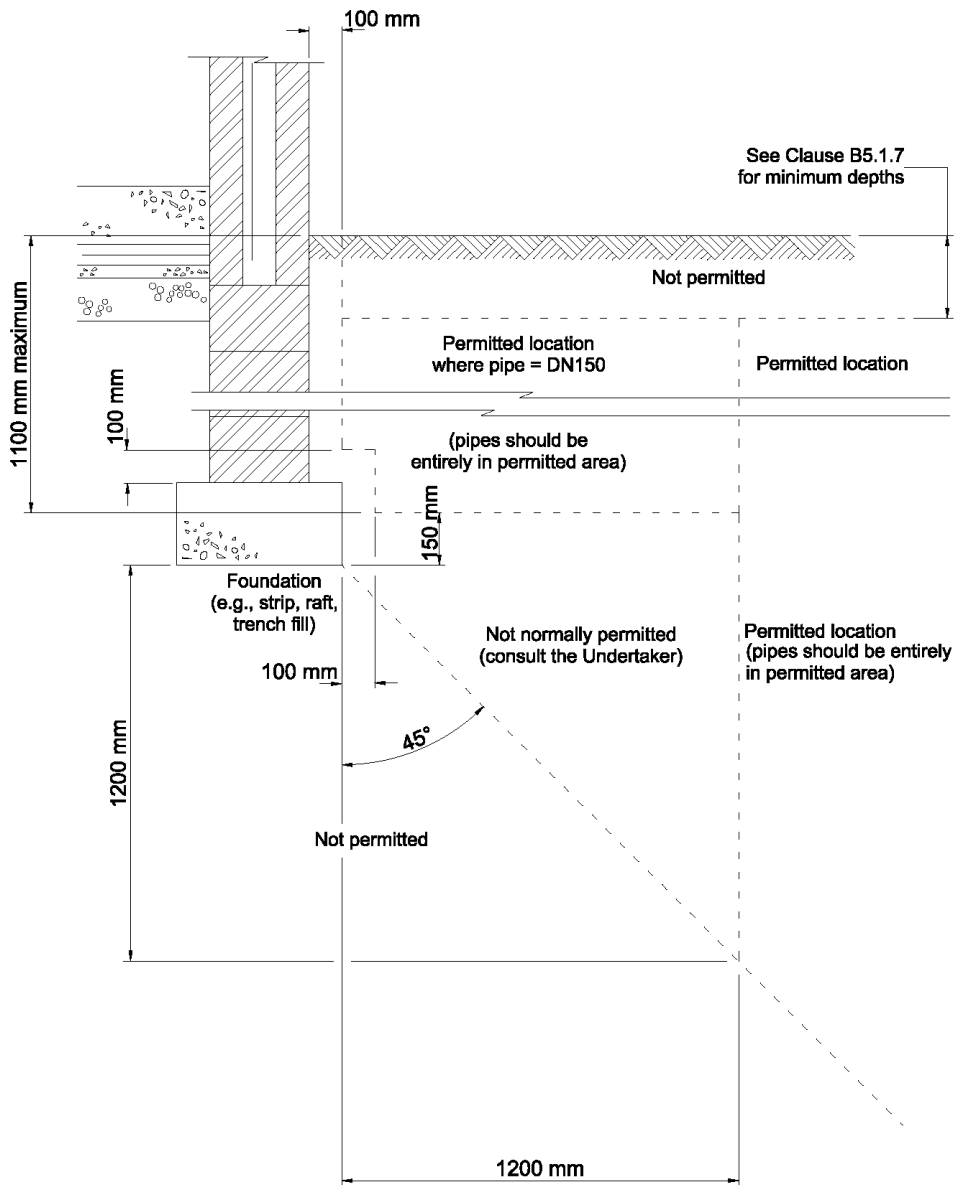 100 mm
See Clause B5.1.7
for minimum depths
Not permitted
Permitted location
where pipe = DN150
Permitted location
1100 mm maximum
100 mm
(pipes should be
entirely in permitted area)
150 mm
Foundation
(e.g., strip, raft,
trench fill)
Not normally permitted
(consult the Undertaker)
Permitted location
(pipes should be entirely
in permitted area)
100 mm
45°
1200 mm
Not permitted
1200 mm